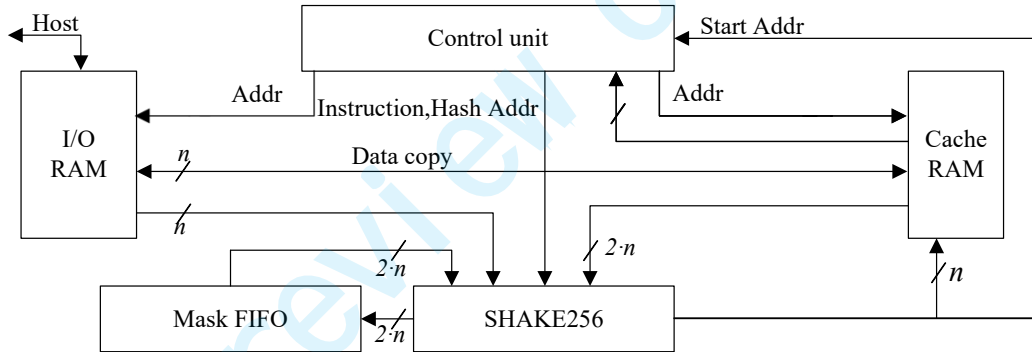 Host
Control unit
Start Addr
Addr
Instruction,Hash Addr
Addr
I/O
RAM
Cache
RAM
n
Data copy
n
2·n
2·n
n
Mask FIFO
2·n
SHAKE256
review